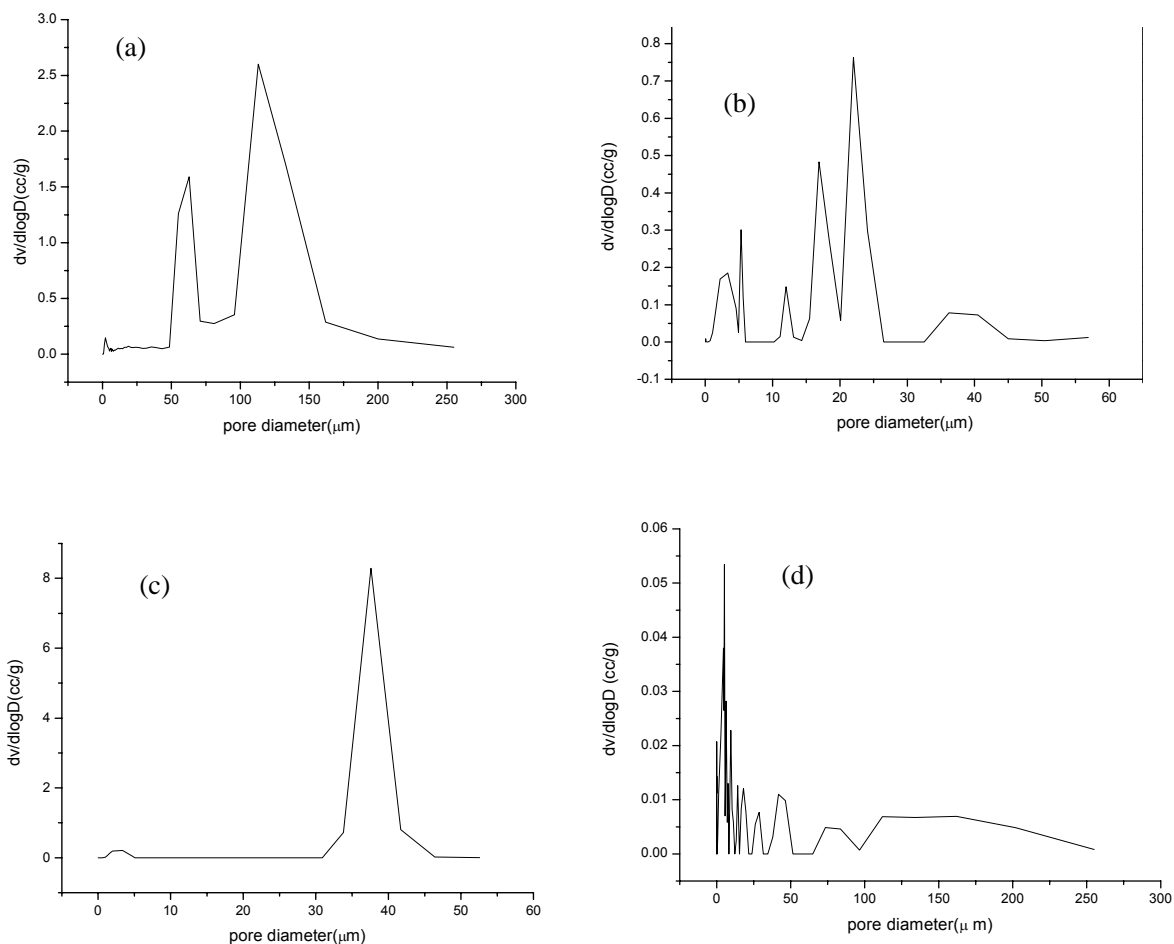 (a)
dv/dlogD(cc/g)
3.0
2.5
2.0
1.5
1.0
0.5
0.0
0 50 100 150 200 250 300
pore diameter(μm)
(b)
dv/dlogD(cc/g)
0.8
0.7
0.6
0.5
0.4
0.3
0.2
0.1
0.0
-0.1
0 10 20 30 40 50 60
pore diameter(μm)
(c)
dv/dlogD(cc/g)
8
6
4
2
0
0 10 20 30 40 50 60
pore diameter(μm)
(d)
dv/dlogD (cc/g)
0.06
0.05
0.04
0.03
0.02
0.01
0.00
0 50 100 150 200 250 300
pore diameter(μ m)